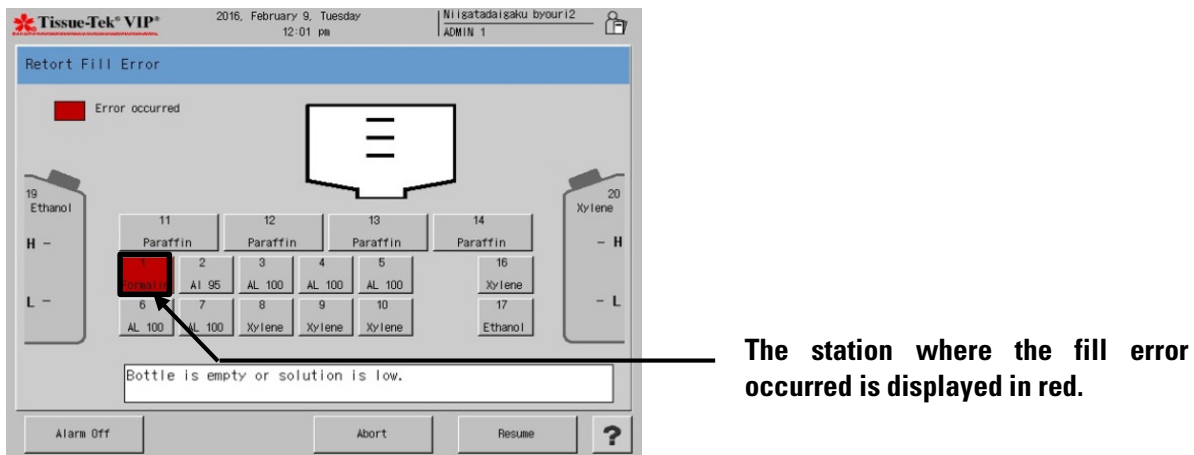 Tissue-Tek® VIP®
2016, February 9, Tuesday
12:01 pm
Niigatadaigaku byouri2
ADMIN 1
Retort Fill Error
Error occurred
19
Ethanol
H -
L -
20
Xylene
- H
- L
11 12 13 14
Paraffin Paraffin Paraffin Paraffin
1 2 3 4 5 16
Formalin Al 95 AL 100 AL 100 AL 100 Xylene
6 7 8 9 10 17
AL 100 AL 100 Xylene Xylene Xylene Ethanol
Bottle is empty or solution is low.
Alarm Off Abort Resume ?
The station where the fill error
occurred is displayed in red.